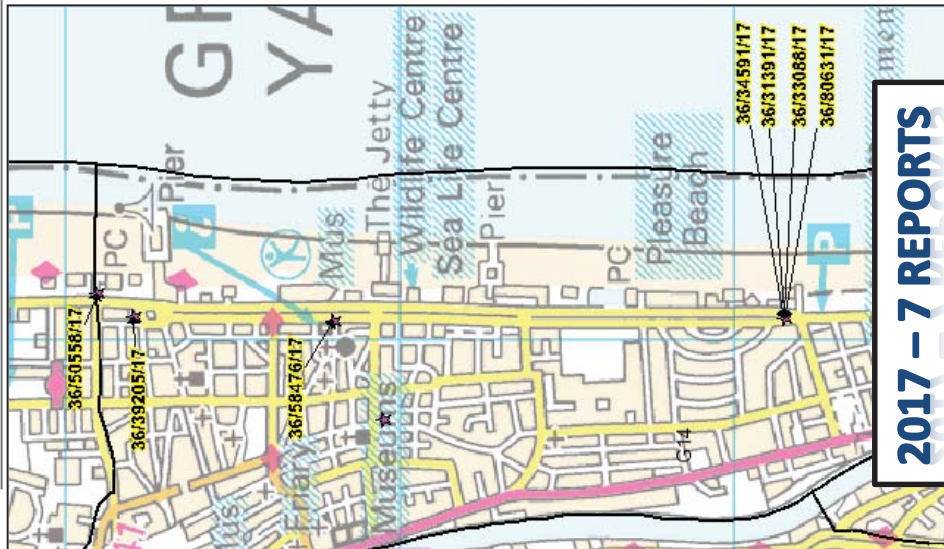 GR
YA
36/34591/17
36/31391/17
36/33088/17
36/80631/17
Pier
PC
Mus
The Jetty
Wildlife Centre
Sea Life Centre
Pier
PC
Pleasure
Beach
P
36/50558/17
36/39205/17
36/58476/17
Museums
Mus
G14
2017 – 7 REPORTS